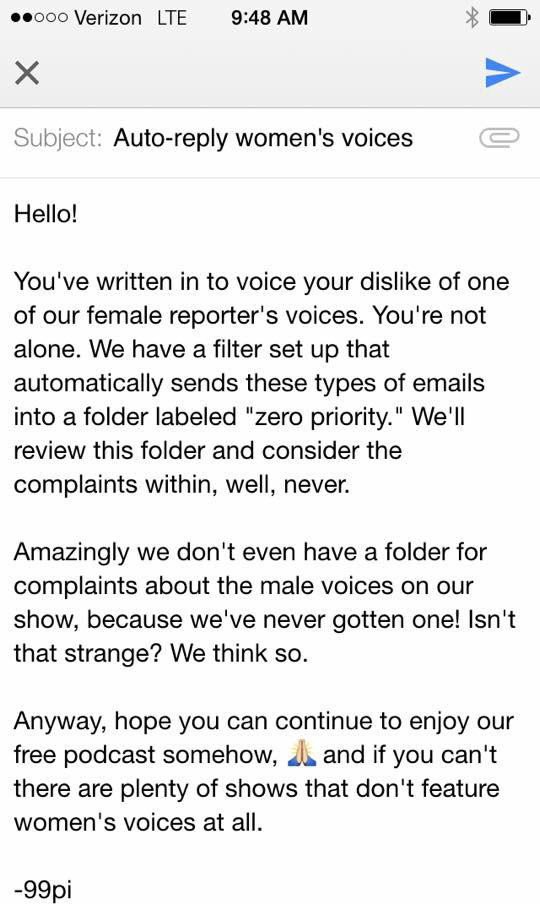 Verizon LTE 9:48 AM
Subject: Auto-reply women's voices
Hello!
You've written in to voice your dislike of one
of our female reporter's voices. You're not
alone. We have a filter set up that
automatically sends these types of emails
into a folder labeled "zero priority." We'll
review this folder and consider the
complaints within, well, never.
Amazingly we don't even have a folder for
complaints about the male voices on our
show, because we've never gotten one! Isn't
that strange? We think so.
Anyway, hope you can continue to enjoy our
free podcast somehow, 🙏 and if you can't
there are plenty of shows that don't feature
women's voices at all.
-99pi